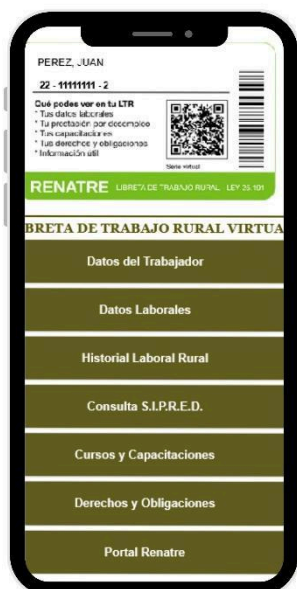 PEREZ, JUAN
22 - 11111111 - 2
Qué podes ver en tu LTR
* Tus datos laborales
* Tu prestación por desempleo
* Tus capacitaciones
* Tus derechos y obligaciones
* Información útil
Serie virtual
RENATRE LIBRETA DE TRABAJO RURAL - LEY 25.191
BRETA DE TRABAJO RURAL VIRTUA
Datos del Trabajador
Datos Laborales
Historial Laboral Rural
Consulta S.I.P.R.E.D.
Cursos y Capacitaciones
Derechos y Obligaciones
Portal Renatre